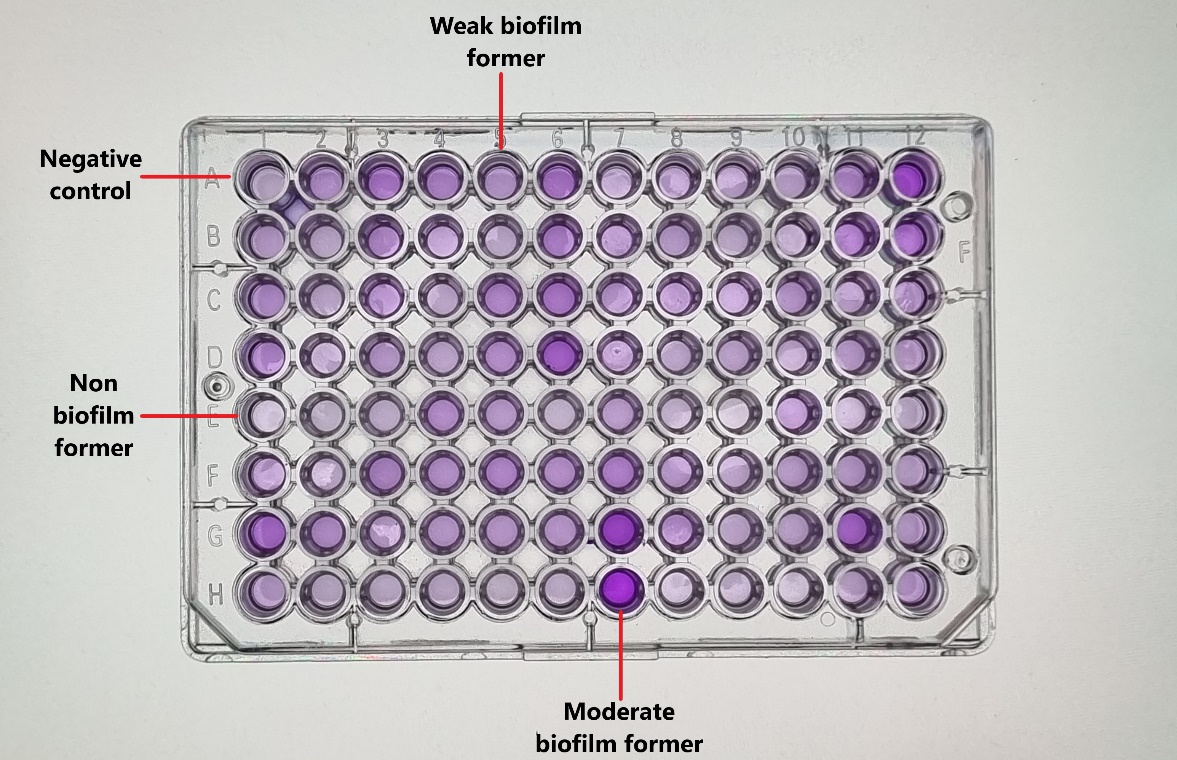 Weak biofilm
former
Negative
control
Non
biofilm
former
Moderate
biofilm former
1 2 3 4 5 6 7 8 9 10 11 12
A
B
F
C
D
E
F
G
H